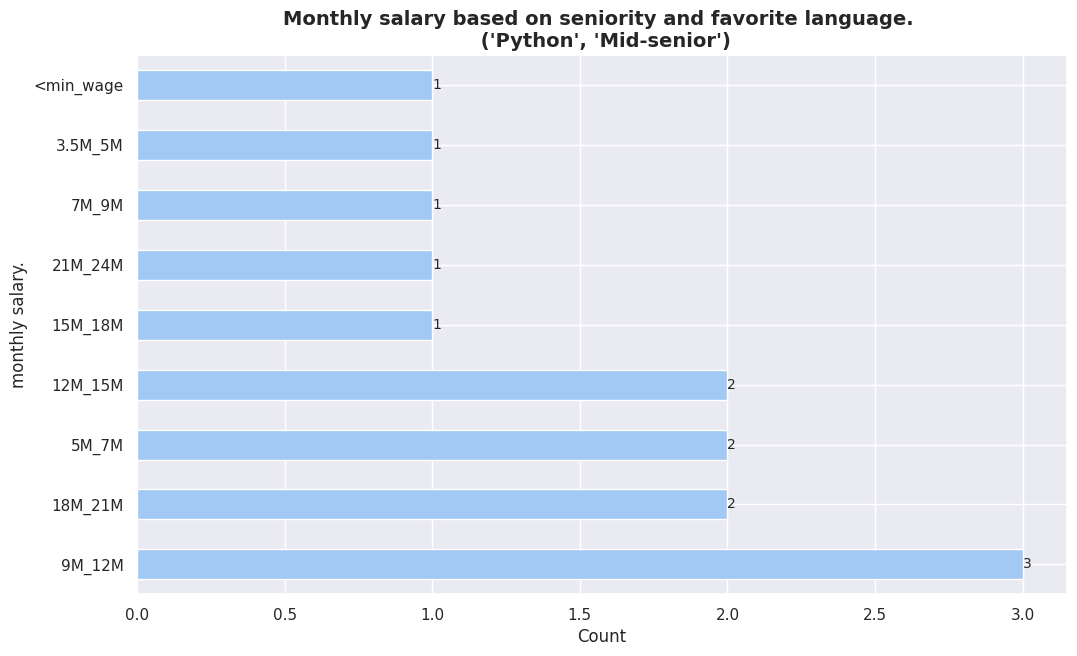 Monthly salary based on seniority and favorite language.
('Python', 'Mid-senior')
monthly salary.
<min_wage 1
3.5M_5M 1
7M_9M 1
21M_24M 1
15M_18M 1
12M_15M 2
5M_7M 2
18M_21M 2
9M_12M 3
0.0 0.5 1.0 1.5 2.0 2.5 3.0
Count